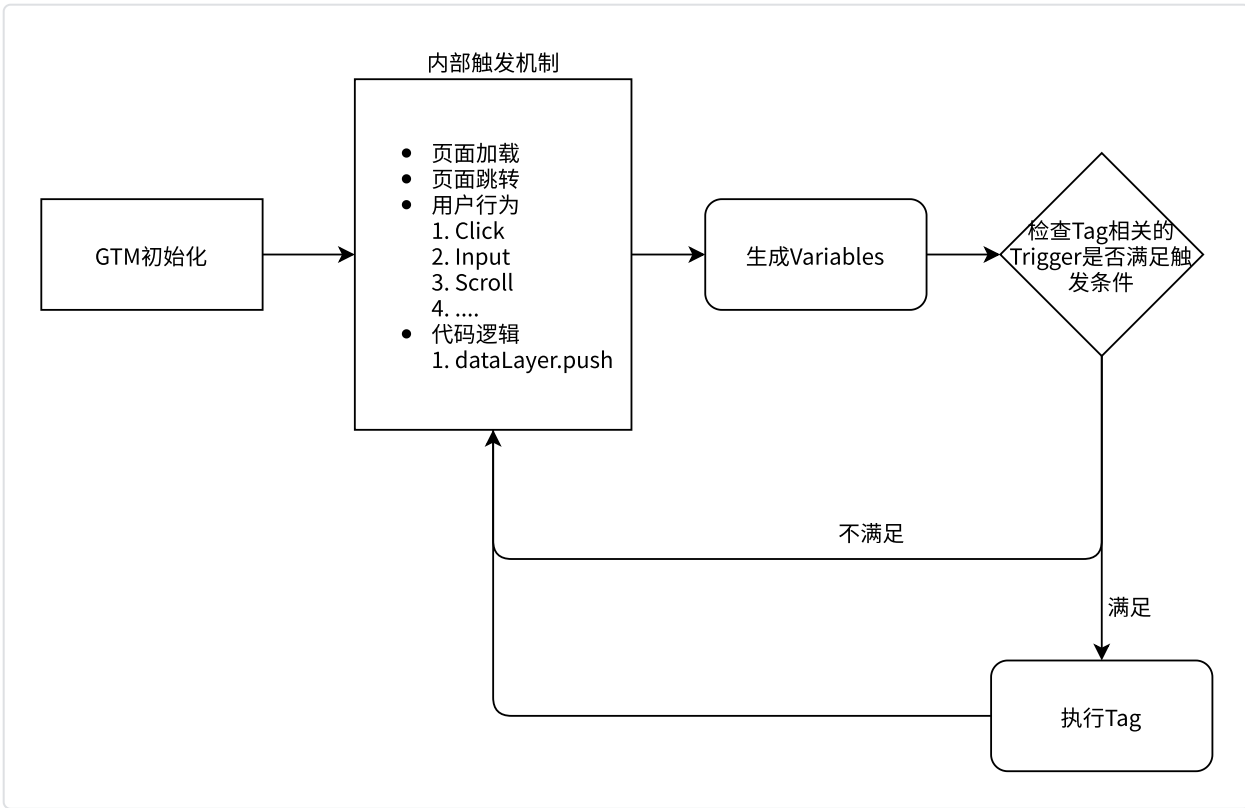 内部触发机制
页面加载
页面跳转
用户行为
1. Click
2. Input
3. Scroll
4. ....
代码逻辑
1. dataLayer.push
GTM初始化
生成Variables
检查Tag相关的
Trigger是否满足触
发条件
不满足
满足
执行Tag